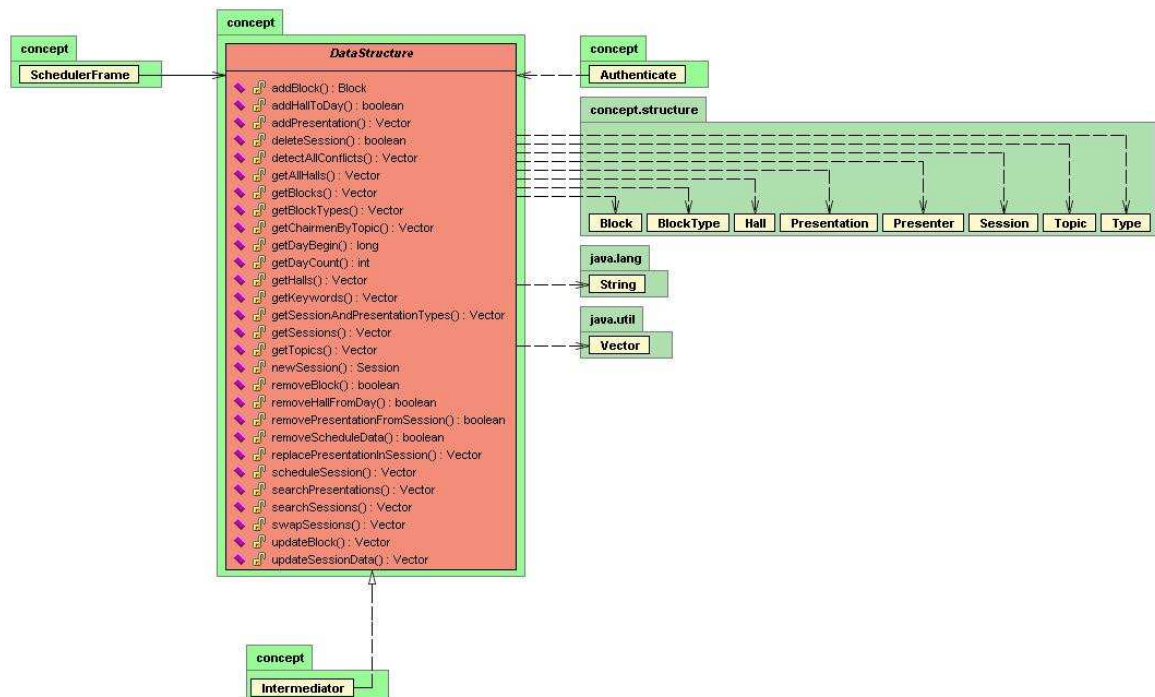 concept
SchedulerFrame
concept
DataStructure
addBlock() : Block
addHallToDay() : boolean
addPresentation() : Vector
deleteSession() : boolean
detectAllConflicts() : Vector
getAllHalls() : Vector
getBlocks() : Vector
getBlockTypes() : Vector
getChairmenByTopic() : Vector
getDayBegin() : long
getDayCount() : int
getHalls() : Vector
getKeywords() : Vector
getSessionAndPresentationTypes() : Vector
getSessions() : Vector
getTopics() : Vector
newSession() : Session
removeBlock() : boolean
removeHallFromDay() : boolean
removePresentationFromSession() : boolean
removeScheduleData() : boolean
replacePresentationInSession() : Vector
scheduleSession() : Vector
searchPresentations() : Vector
searchSessions() : Vector
swapSessions() : Vector
updateBlock() : Vector
updateSessionData() : Vector
concept
Authenticate
concept.structure
Block BlockType Hall Presentation Presenter Session Topic Type
java.lang
String
java.util
Vector
concept
Intermediator